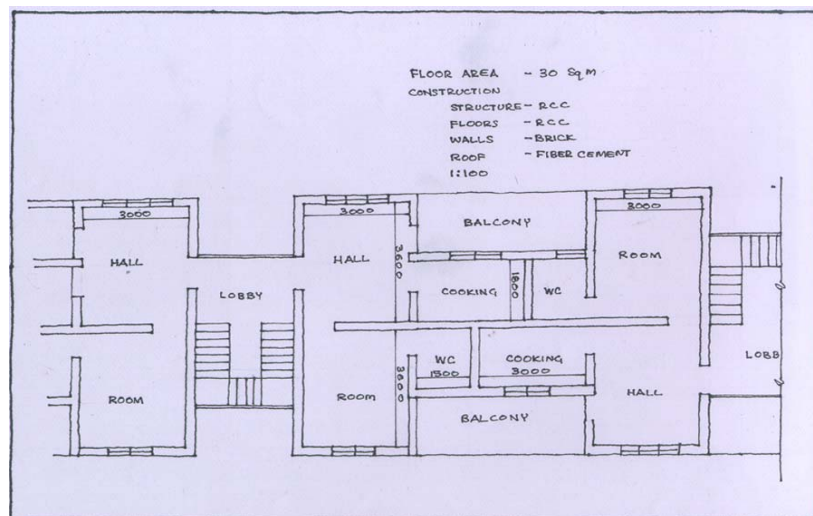 FLOOR AREA - 30 Sq M
CONSTRUCTION
STRUCTURE - RCC
FLOORS - RCC
WALLS - BRICK
ROOF - FIBER CEMENT
1:100
3000
3000
3000
BALCONY
HALL
HALL
3600
ROOM
LOBBY
COOKING
1800
WC
WC
1500
COOKING
3000
LOBB
ROOM
ROOM
3600
HALL
BALCONY